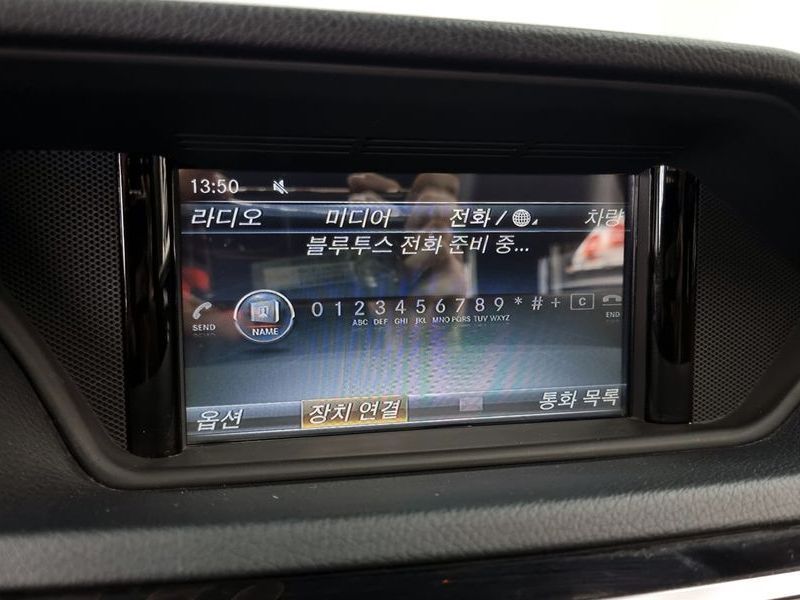 13:50
라디오 미디어 전화 / 차량
블루투스 전화 준비 중...
SEND NAME 0 1 2 3 4 5 6 7 8 9 * # + C END
ABC DEF GHI JKL MNO PQRS TUV WXYZ
옵션 장치 연결 통화 목록